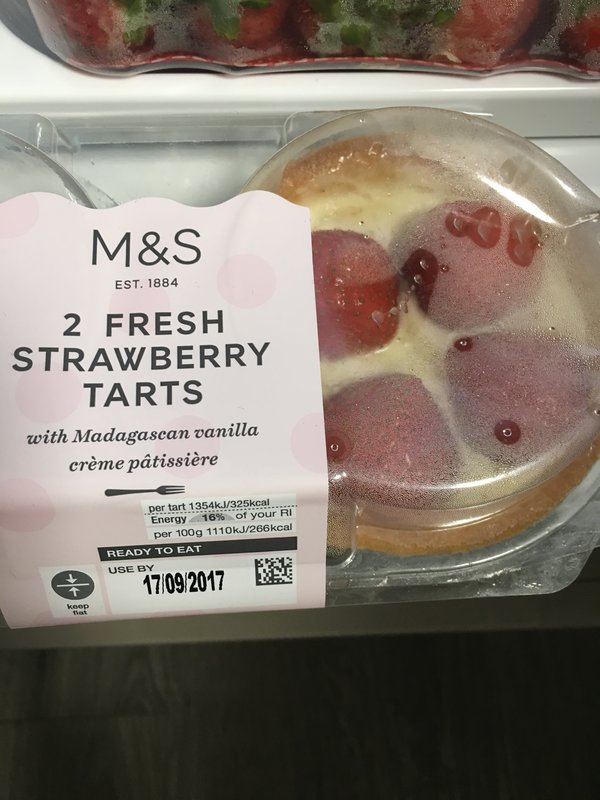 M&S
EST. 1884
2 FRESH
STRAWBERRY
TARTS
with Madagascan vanilla
crème pâtissière
per tart 1354kJ/325kcal
Energy 16% of your RI
per 100g 1110kJ/266kcal
READY TO EAT
USE BY
17/09/2017
keep
flat